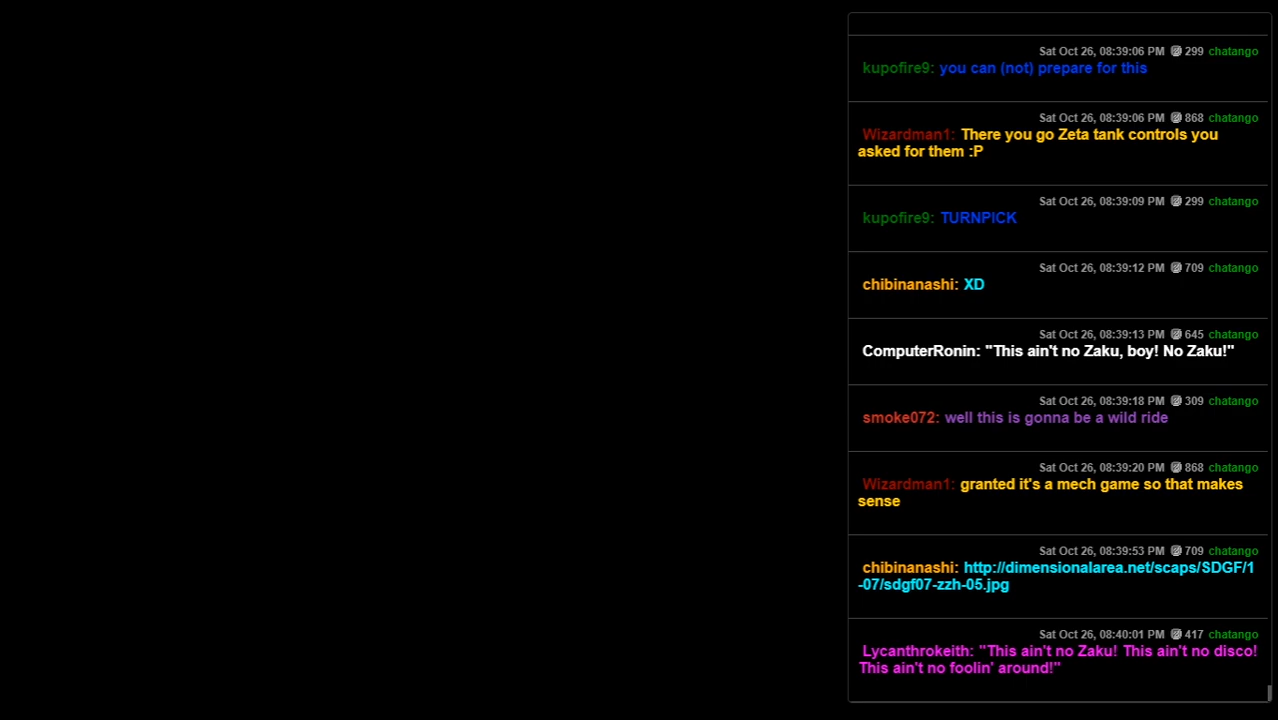 Sat Oct 26, 08:39:06 PM 299 chatango
kupofire9: you can (not) prepare for this
Sat Oct 26, 08:39:06 PM 868 chatango
Wizardman1: There you go Zeta tank controls you
asked for them :P
Sat Oct 26, 08:39:09 PM 299 chatango
kupofire9: TURNPICK
Sat Oct 26, 08:39:12 PM 709 chatango
chibinanashi: XD
Sat Oct 26, 08:39:13 PM 645 chatango
ComputerRonin: "This ain't no Zaku, boy! No Zaku!"
Sat Oct 26, 08:39:18 PM 309 chatango
smoke072: well this is gonna be a wild ride
Sat Oct 26, 08:39:20 PM 868 chatango
Wizardman1: granted it's a mech game so that makes
sense
Sat Oct 26, 08:39:53 PM 709 chatango
chibinanashi: http://dimensionalarea.net/scaps/SDGF/1
-07/sdgf07-zzh-05.jpg
Sat Oct 26, 08:40:01 PM 417 chatango
Lycanthrokeith: "This ain't no Zaku! This ain't no disco!
This ain't no foolin' around!"